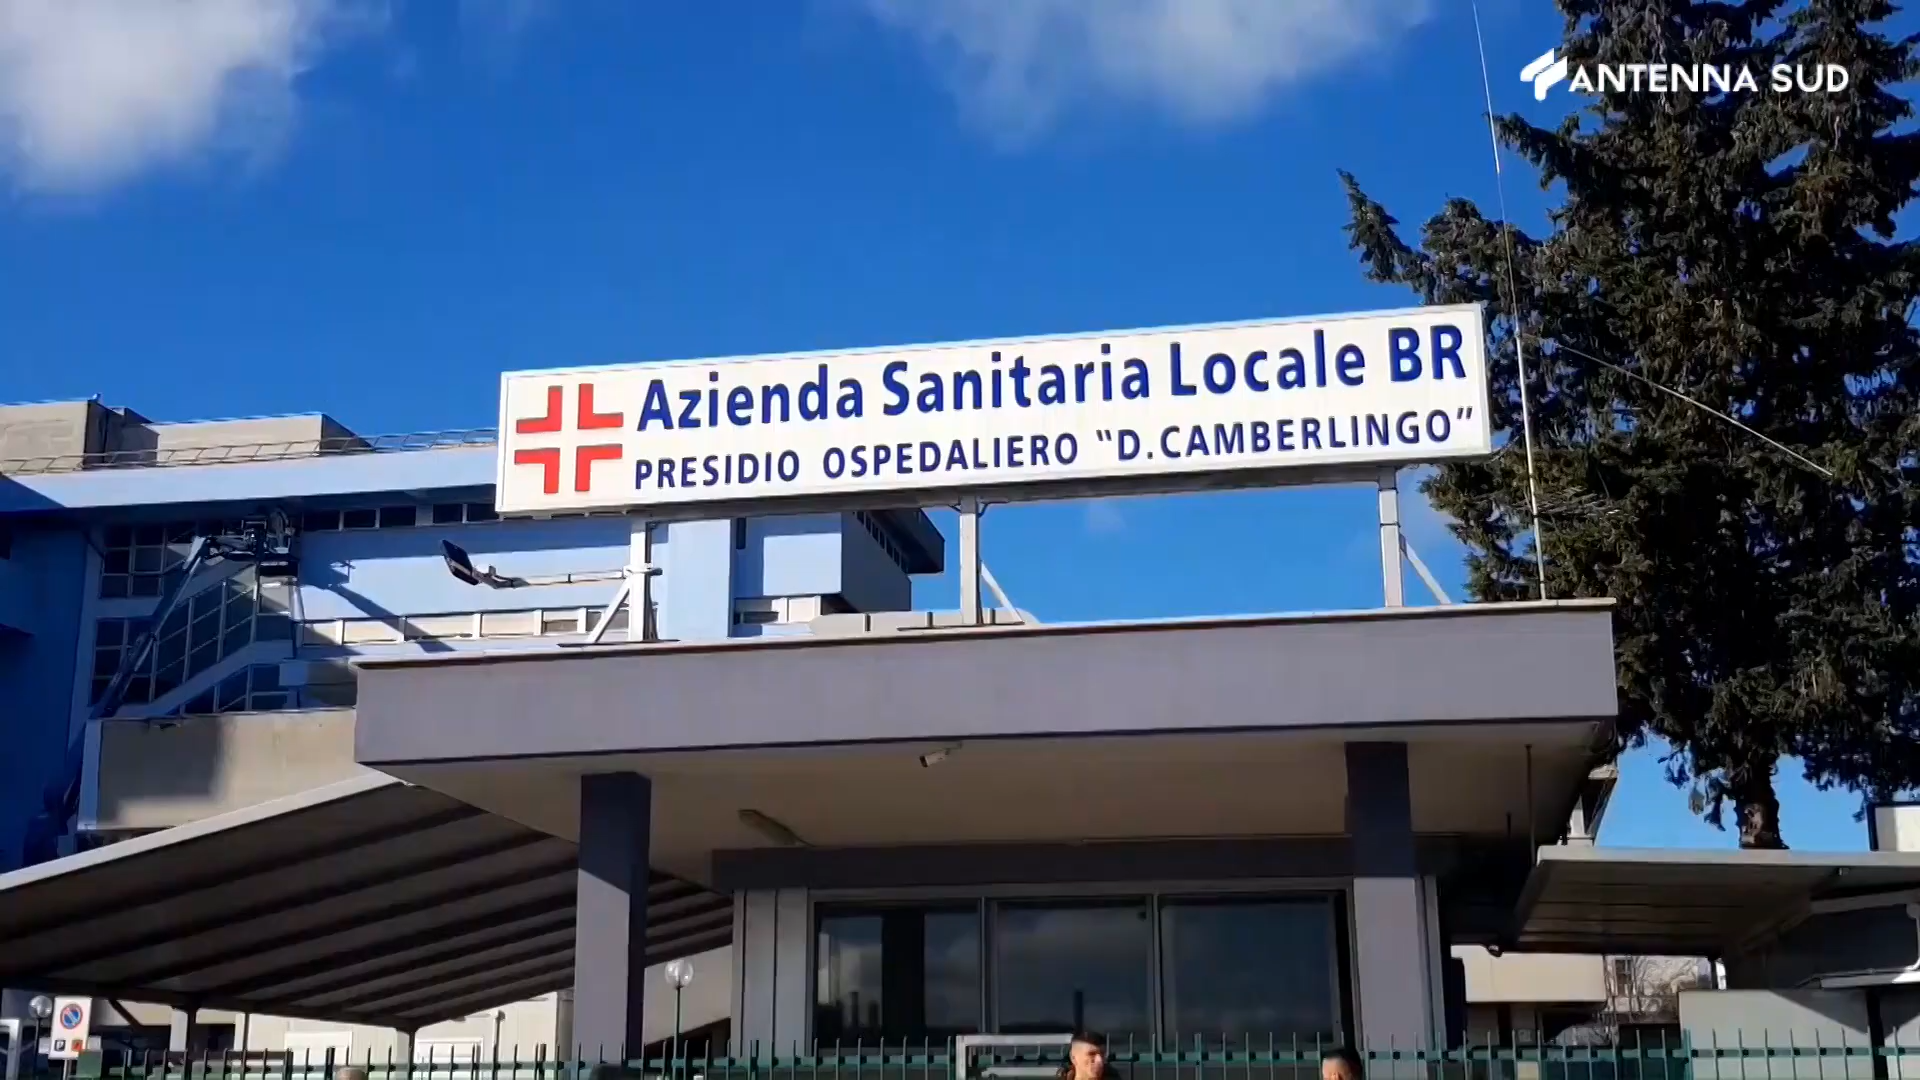 ANTENNA SUD
Azienda Sanitaria Locale BR
PRESIDIO OSPEDALIERO "D.CAMBERLINGO"